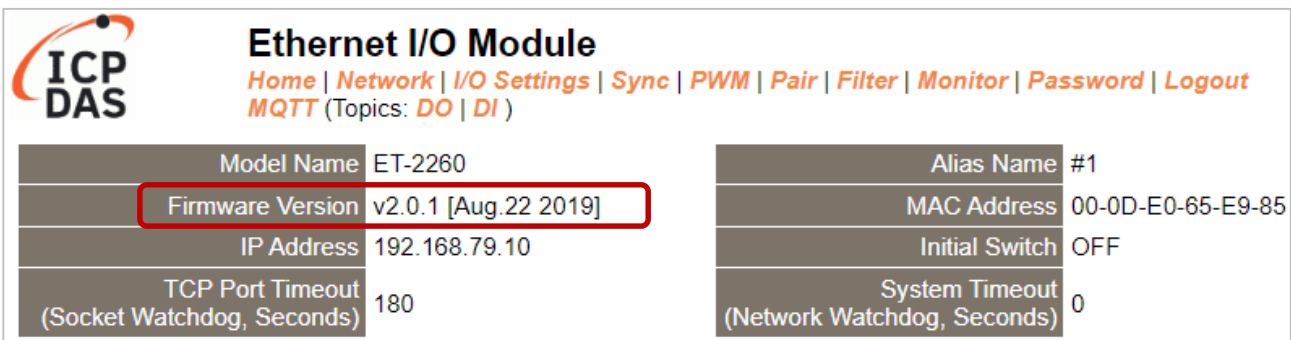 ICP
DAS
Ethernet I/O Module
Home | Network | I/O Settings | Sync | PWM | Pair | Filter | Monitor | Password | Logout
MQTT (Topics: DO | DI )
Model Name ET-2260 Alias Name #1
Firmware Version v2.0.1 [Aug.22 2019] MAC Address 00-0D-E0-65-E9-85
IP Address 192.168.79.10 Initial Switch OFF
TCP Port Timeout
(Socket Watchdog, Seconds) 180 System Timeout
(Network Watchdog, Seconds) 0